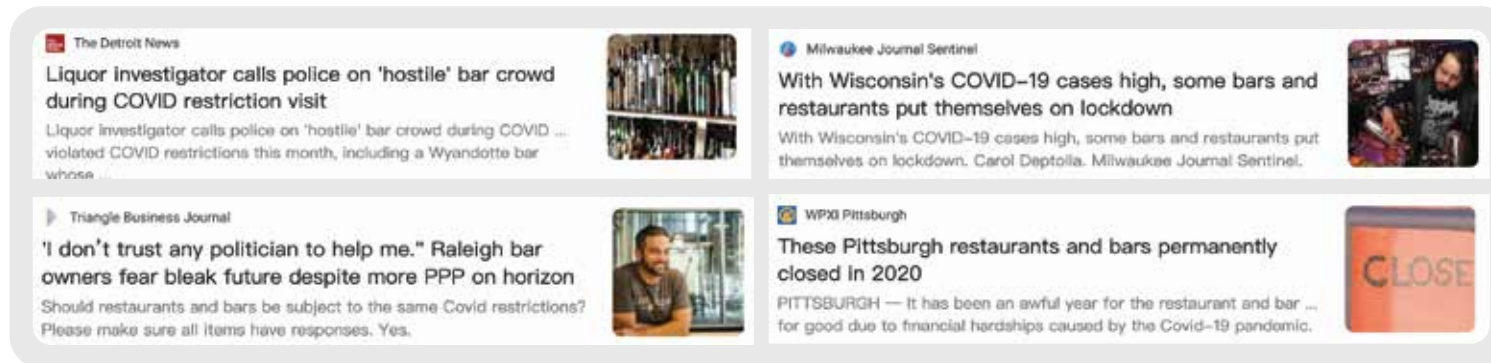 The Detroit News
Liquor investigator calls police on 'hostile' bar crowd
during COVID restriction visit
Liquor investigator calls police on 'hostile' bar crowd during COVID ...
violated COVID restrictions this month, including a Wyandotte bar
whose ...
Milwaukee Journal Sentinel
With Wisconsin's COVID-19 cases high, some bars and
restaurants put themselves on lockdown
With Wisconsin's COVID-19 cases high, some bars and restaurants put
themselves on lockdown. Carol Deptolla. Milwaukee Journal Sentinel.
Triangle Business Journal
'I don't trust any politician to help me." Raleigh bar
owners fear bleak future despite more PPP on horizon
Should restaurants and bars be subject to the same Covid restrictions?
Please make sure all items have responses. Yes.
WPXI Pittsburgh
These Pittsburgh restaurants and bars permanently
closed in 2020
PITTSBURGH — It has been an awful year for the restaurant and bar ...
for good due to financial hardships caused by the Covid-19 pandemic.
CLOSE